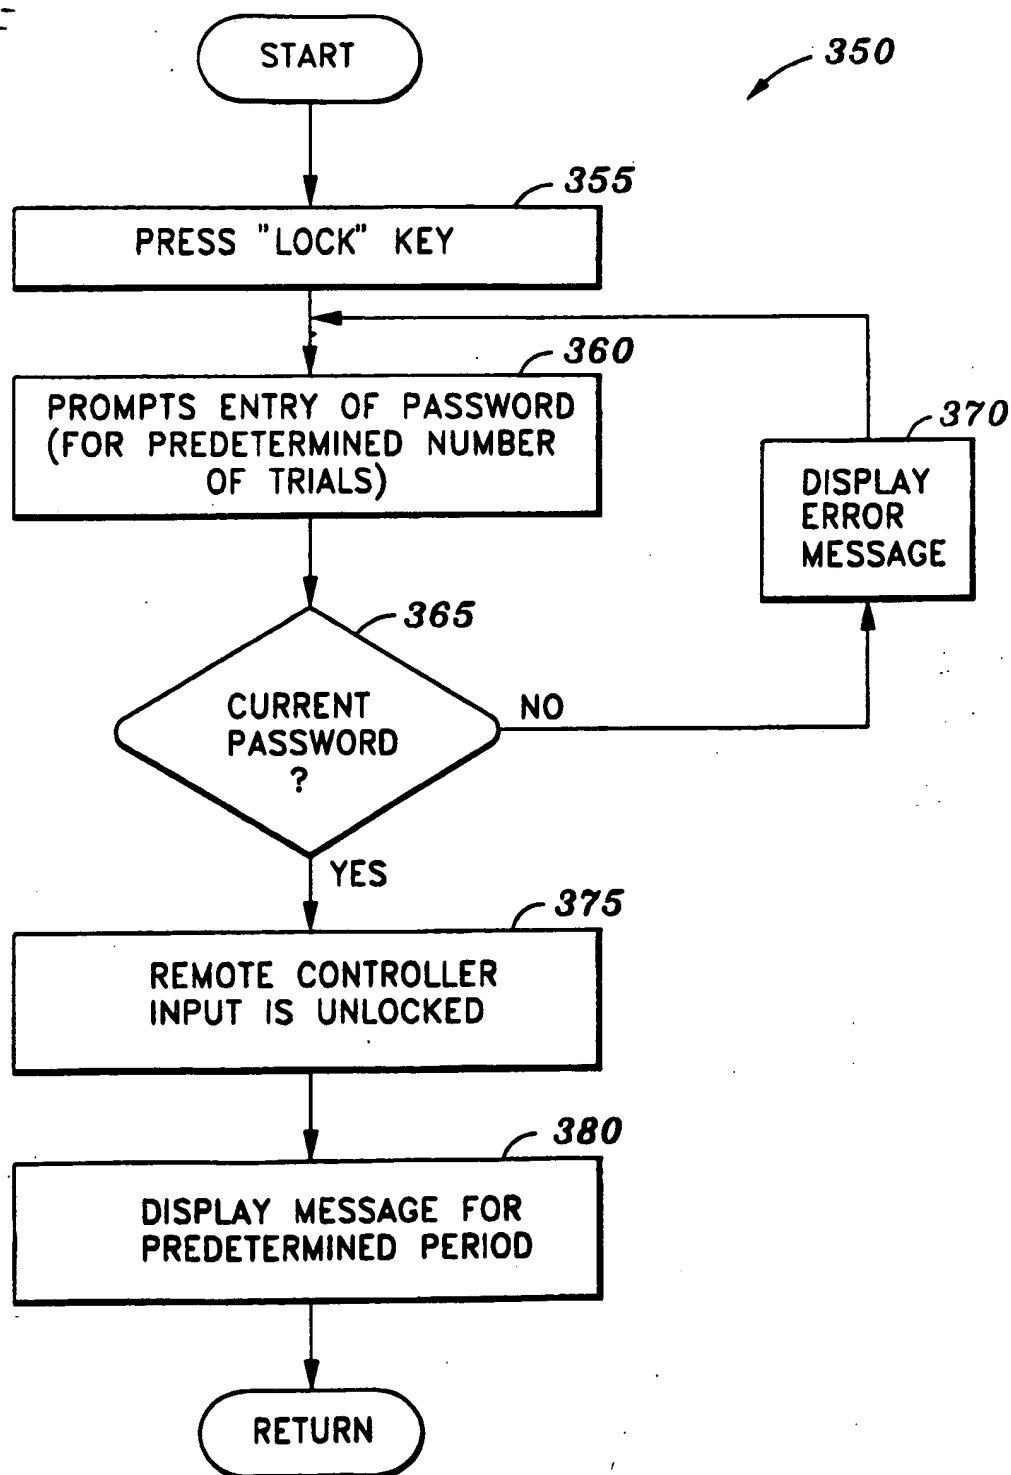 START
350
355
PRESS "LOCK" KEY
360
PROMPTS ENTRY OF PASSWORD
(FOR PREDETERMINED NUMBER
OF TRIALS)
370
DISPLAY
ERROR
MESSAGE
365
CURRENT
PASSWORD
?
NO
YES
375
REMOTE CONTROLLER
INPUT IS UNLOCKED
380
DISPLAY MESSAGE FOR
PREDETERMINED PERIOD
RETURN